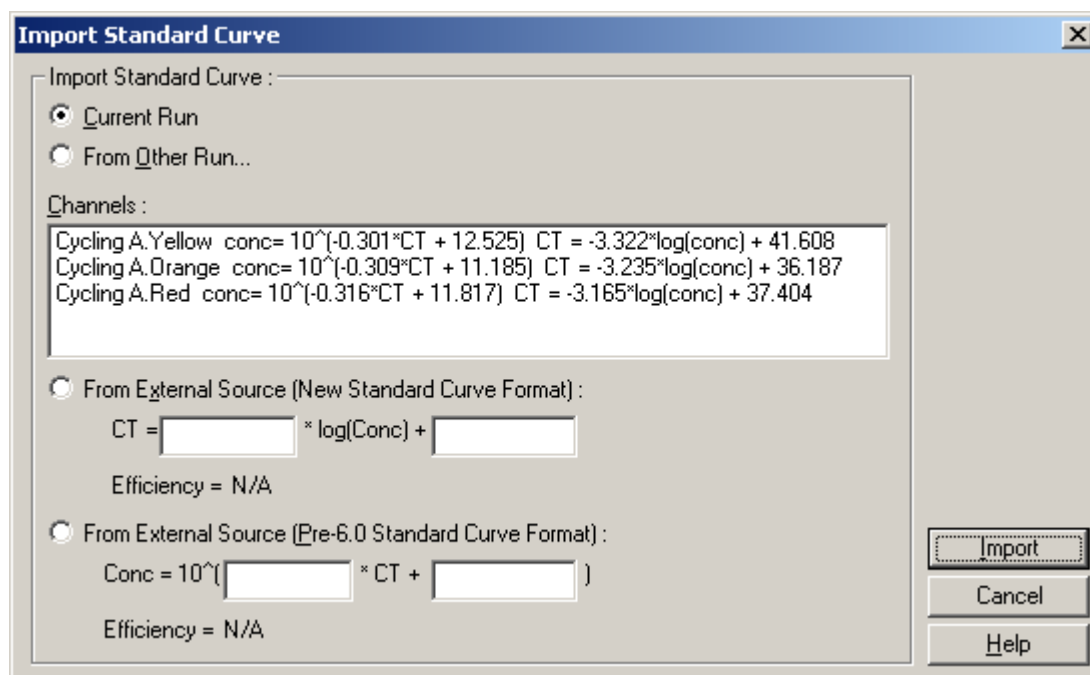 Import Standard Curve
Import Standard Curve :
Current Run
From Other Run...
Channels :
Cycling A.Yellow conc= 10^(-0.301*CT + 12.525) CT = -3.322*log(conc) + 41.608
Cycling A.Orange conc= 10^(-0.309*CT + 11.185) CT = -3.235*log(conc) + 36.187
Cycling A.Red conc= 10^(-0.316*CT + 11.817) CT = -3.165*log(conc) + 37.404
From External Source (New Standard Curve Format) :
CT = * log(Conc) +
Efficiency = N/A
From External Source (Pre-6.0 Standard Curve Format) :
Conc = 10^( * CT + )
Efficiency = N/A
Import
Cancel
Help